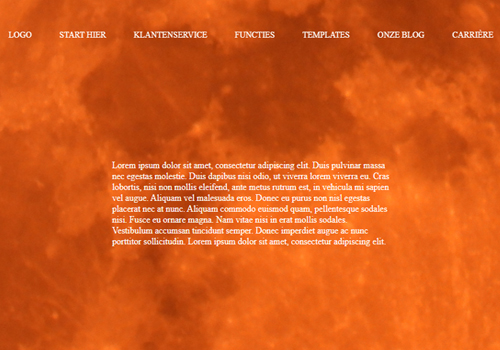 LOGO START HIER KLANTENSERVICE FUNCTIES TEMPLATES ONZE BLOG CARRIÈRE
Lorem ipsum dolor sit amet, consectetur adipiscing elit. Duis pulvinar massa
nec egestas molestie. Duis dapibus nisi odio, ut viverra lorem viverra eu. Cras
lobortis, nisi non mollis eleifend, ante metus rutrum est, in vehicula mi sapien
vel augue. Aliquam vel malesuada eros. Donec eu purus non nisl egestas
placerat nec at nunc. Aliquam commodo euismod quam, pellentesque sodales
nisi. Fusce eu ornare magna. Nam vitae nisi in erat mollis sodales.
Vestibulum accumsan tincidunt semper. Donec imperdiet augue ac nunc
porttitor sollicitudin. Lorem ipsum dolor sit amet, consectetur adipiscing elit.